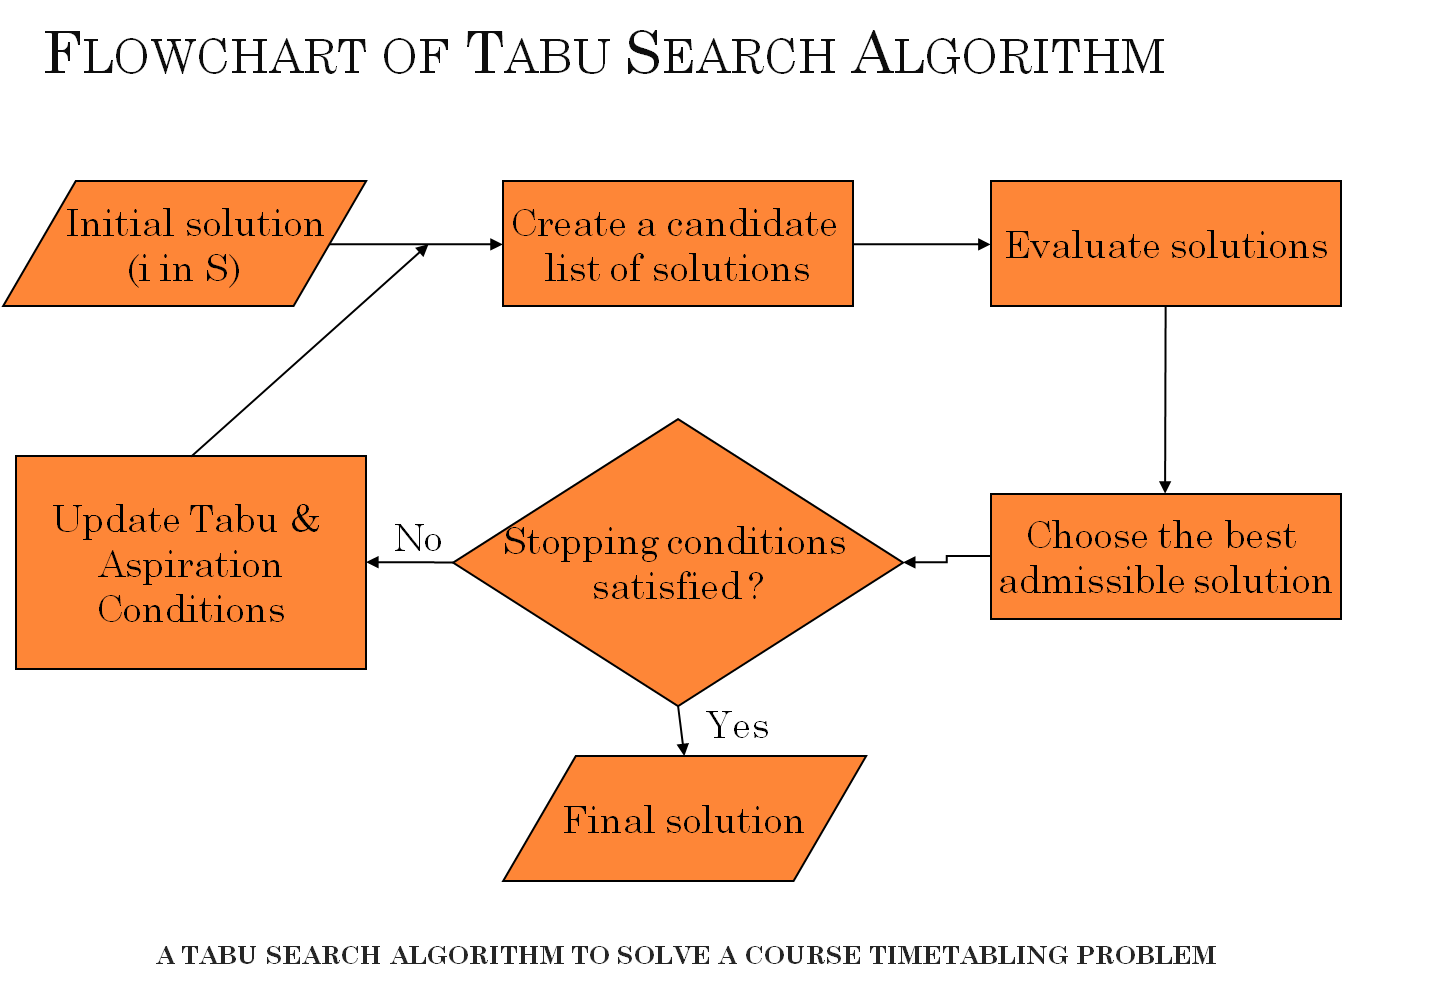 FLOWCHART OF TABU SEARCH ALGORITHM
Initial solution
(i in S)
Create a candidate
list of solutions
Evaluate solutions
Choose the best
admissible solution
Stopping conditions
satisfied?
No
Update Tabu &
Aspiration
Conditions
Yes
Final solution
A TABU SEARCH ALGORITHM TO SOLVE A COURSE TIMETABLING PROBLEM